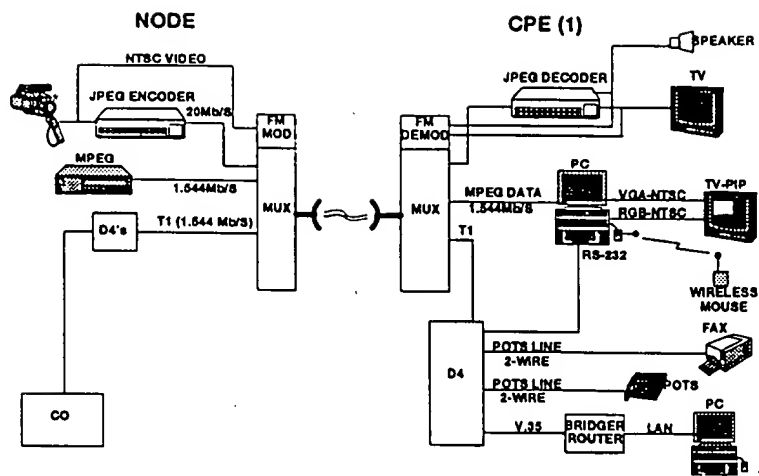 NODE
CPE (1)
NTSC VIDEO
SPEAKER
JPEG ENCODER
JPEG DECODER
TV
20Mb/S
FM
MOD
FM
DEMOD
MPEG
PC
1.544Mb/S
MUX
MUX
MPEG DATA
1.544Mb/S
VGA-NTSC
TV-PIP
RGB-NTSC
D4's
T1 (1.544 Mb/S)
T1
RS-232
WIRELESS
MOUSE
FAX
D4
POTS LINE
2-WIRE
CO
POTS LINE
2-WIRE
POTS
PC
V.35
BRIDGER
ROUTER
LAN